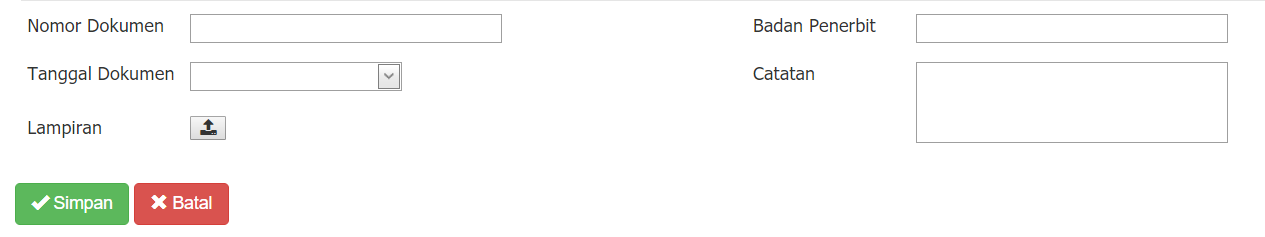 Nomor Dokumen
Badan Penerbit
Tanggal Dokumen
Catatan
Lampiran
Simpan
Batal